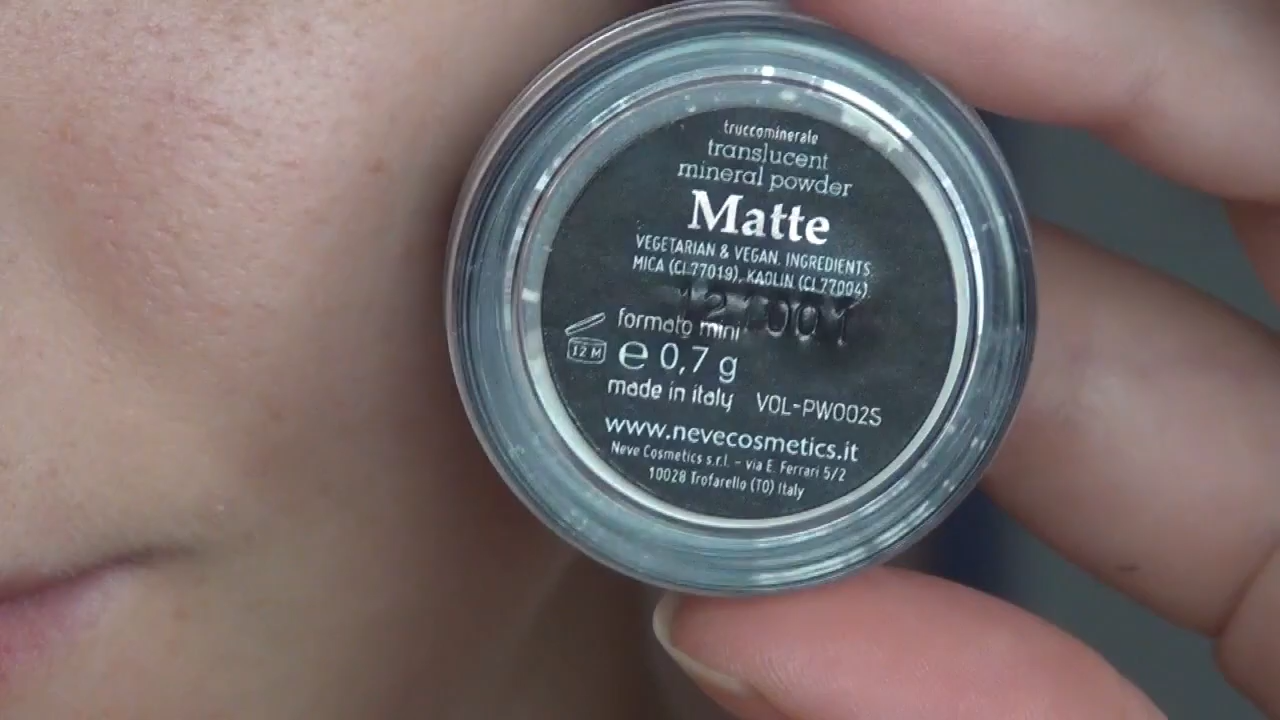 truccominerale
translucent
mineral powder
Matte
VEGETARIAN & VEGAN. INGREDIENTS:
MICA (CI 77019), KAOLIN (CI 77004)
121001
formato mini
12 M
e 0,7 g
made in italy VOL-PW002S
www.nevecosmetics.it
Neve Cosmetics s.r.l. - via E. Ferrari 5/2
10028 Trofarello (TO) Italy